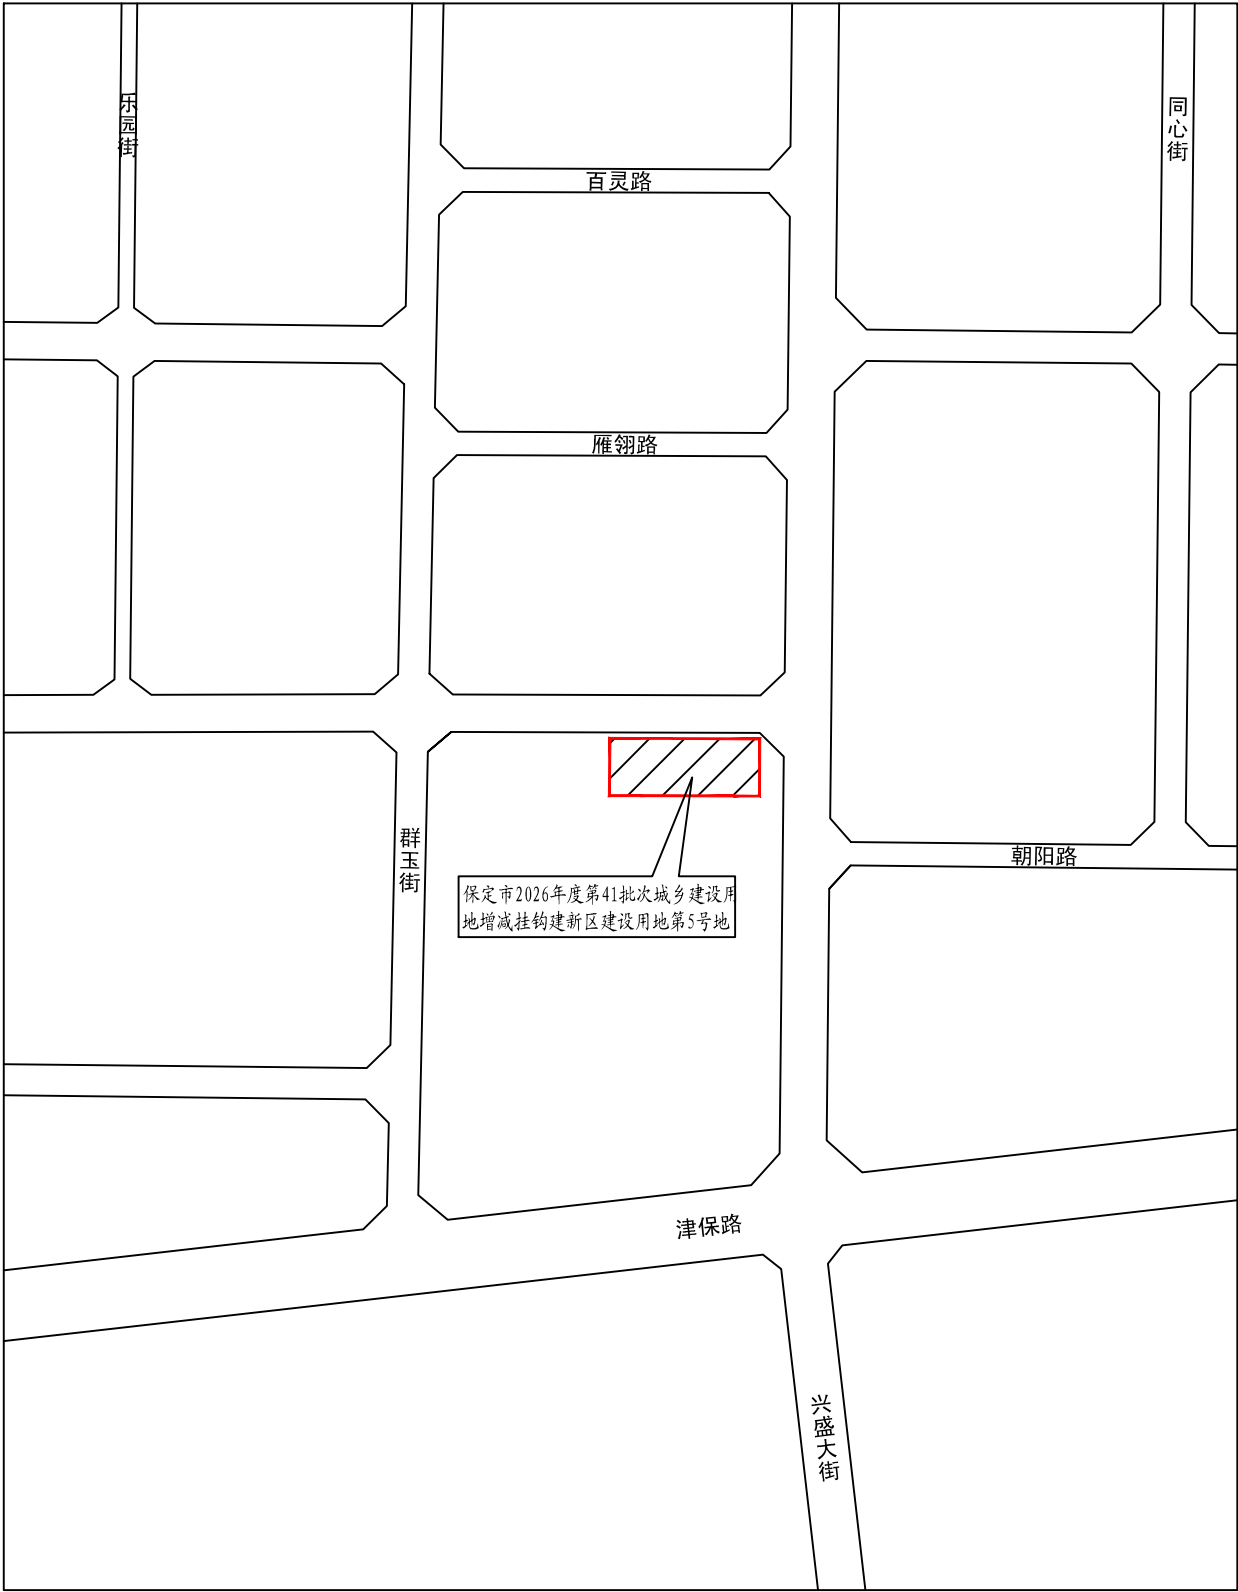 乐园街
同心街
百灵路
雁翎路
群玉街
朝阳路
保定市2026年度第41批次城乡建设用
地增减挂钩建新区建设用地第5号地
津保路
兴盛大街